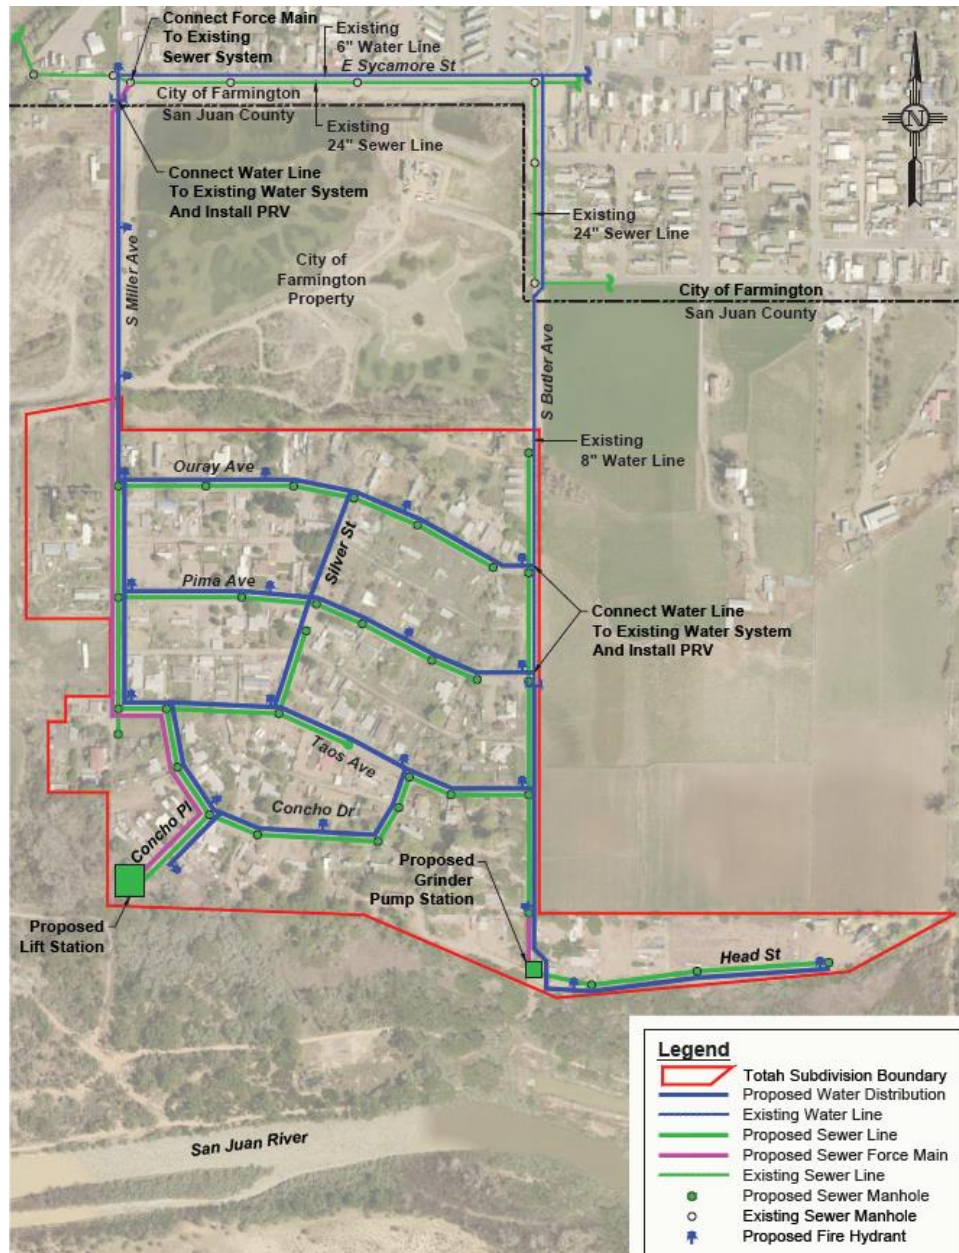 Connect Force Main
To Existing
Sewer System
Existing
6" Water Line
E Sycamore St
City of Farmington
San Juan County
Existing
24" Sewer Line
N
Connect Water Line
To Existing Water System
And Install PRV
Existing
24" Sewer Line
S Miller Ave
City of
Farmington
Property
City of Farmington
San Juan County
S Butler Ave
Existing
8" Water Line
Ouray Ave
Silver St
Pima Ave
Connect Water Line
To Existing Water System
And Install PRV
Taos Ave
Concho Dr
Concho Pl
Proposed
Grinder
Pump Station
Proposed
Lift Station
Head St
San Juan River
Legend
Totah Subdivision Boundary
Proposed Water Distribution
Existing Water Line
Proposed Sewer Line
Proposed Sewer Force Main
Existing Sewer Line
Proposed Sewer Manhole
Existing Sewer Manhole
Proposed Fire Hydrant